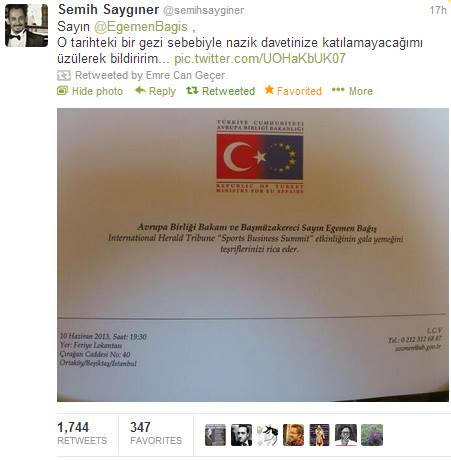 Semih Saygıner @semihsayginer 17h
Sayın @EgemenBagis ,
O tarihteki bir gezi sebebiyle nazik davetinize katılamayacağımı
üzülerek bildiririm... pic.twitter.com/UOHaKbUK07
Retweeted by Emre Can Geçer
Hide photo Reply Retweeted Favorited More
TÜRKİYE CUMHURİYETİ
AVRUPA BİRLİĞİ BAKANLIĞI
REPUBLIC OF TURKEY
MINISTRY FOR EU AFFAIRS
Avrupa Birliği Bakanı ve Başmüzakereci Sayın Egemen Bağış
International Herald Tribune "Sports Business Summit" etkinliğinin gala yemeğini
teşriflerinizi rica eder.
10 Haziran 2013, Saat: 19:30
Yer: Feriye Lokantası
Çırağan Caddesi No: 40
Ortaköy/Beşiktaş/İstanbul
L.C.V
Tel.: 0 212 312 68 87
1,744 347
RETWEETS FAVORITES